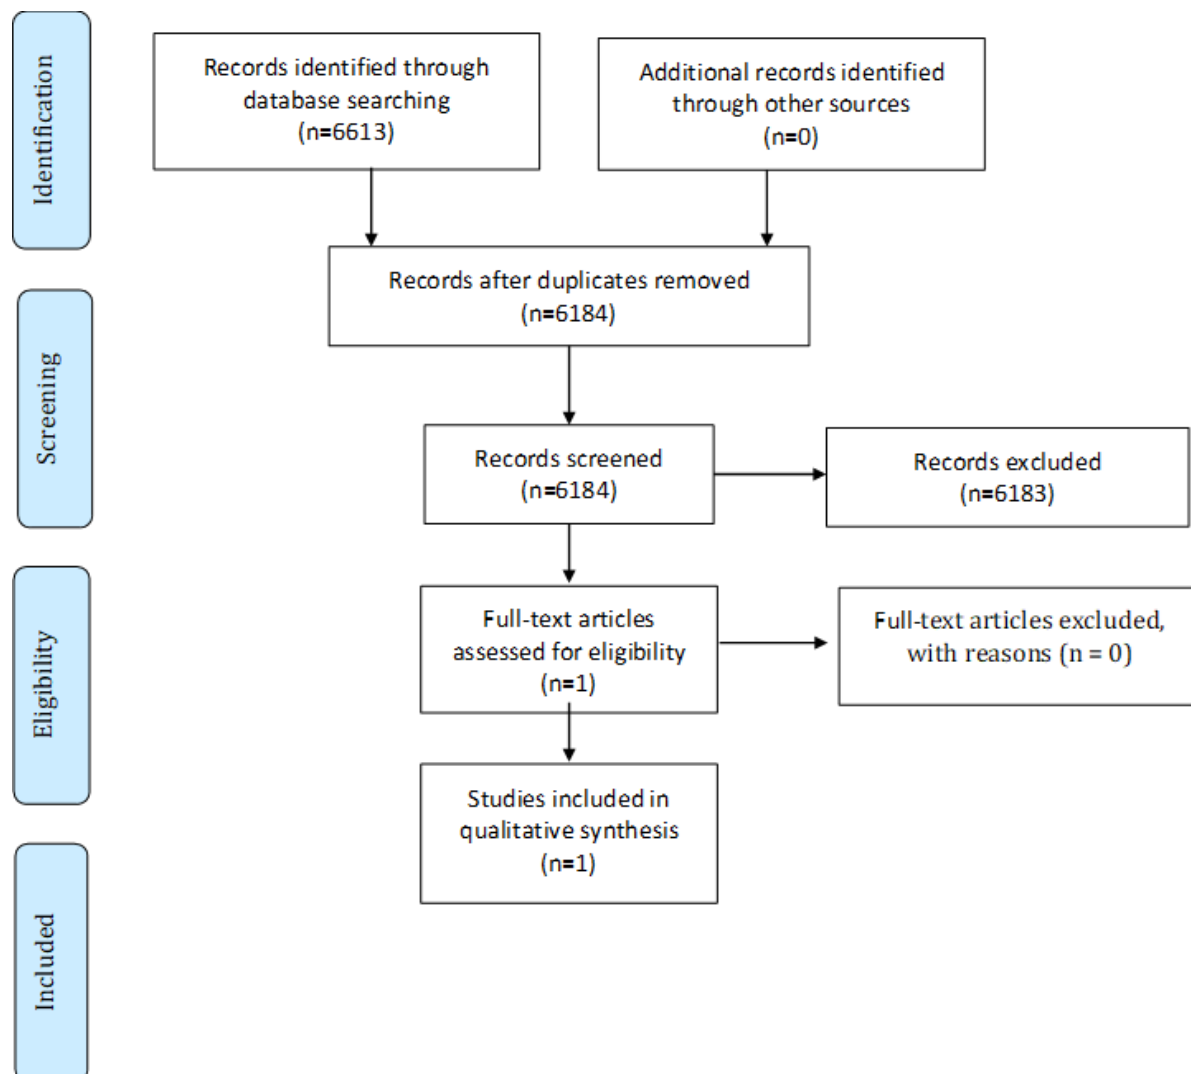 Identification
Records identified through
database searching
(n=6613)
Additional records identified
through other sources
(n=0)
Records after duplicates removed
(n=6184)
Screening
Records screened
(n=6184)
Records excluded
(n=6183)
Eligibility
Full-text articles
assessed for eligibility
(n=1)
Full-text articles excluded,
with reasons (n = 0)
Studies included in
qualitative synthesis
(n=1)
Included